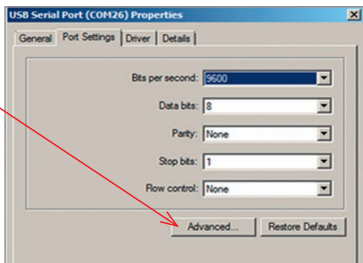 USB Serial Port (COM26) Properties
General Port Settings Driver Details
Bits per second: 9600
Data bits: 8
Parity: None
Stop bits: 1
Flow control: None
Advanced... Restore Defaults